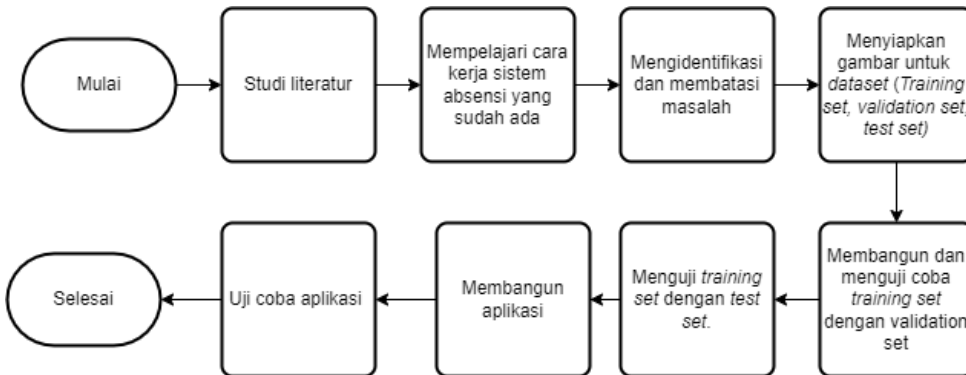 Mulai
Studi literatur
Mempelajari cara
kerja sistem
absensi yang
sudah ada
Mengidentifikasi
dan membatasi
masalah
Menyiapkan
gambar untuk
dataset (Training
set, validation set,
test set)
Membangun dan
menguji coba
training set
dengan validation
set
Menguji training
set dengan test
set.
Membangun
aplikasi
Uji coba aplikasi
Selesai